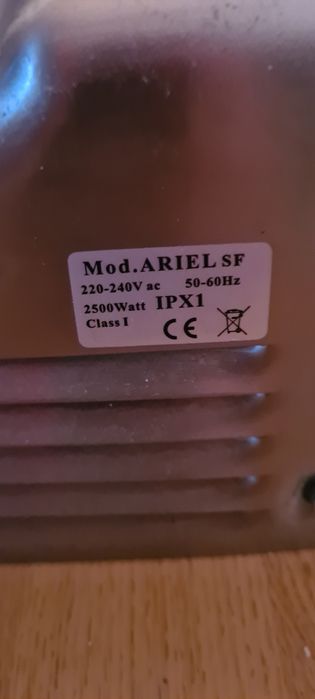 Mod.ARIEL SF
220-240V ac 50-60Hz
2500Watt IPX1
Class I
CE